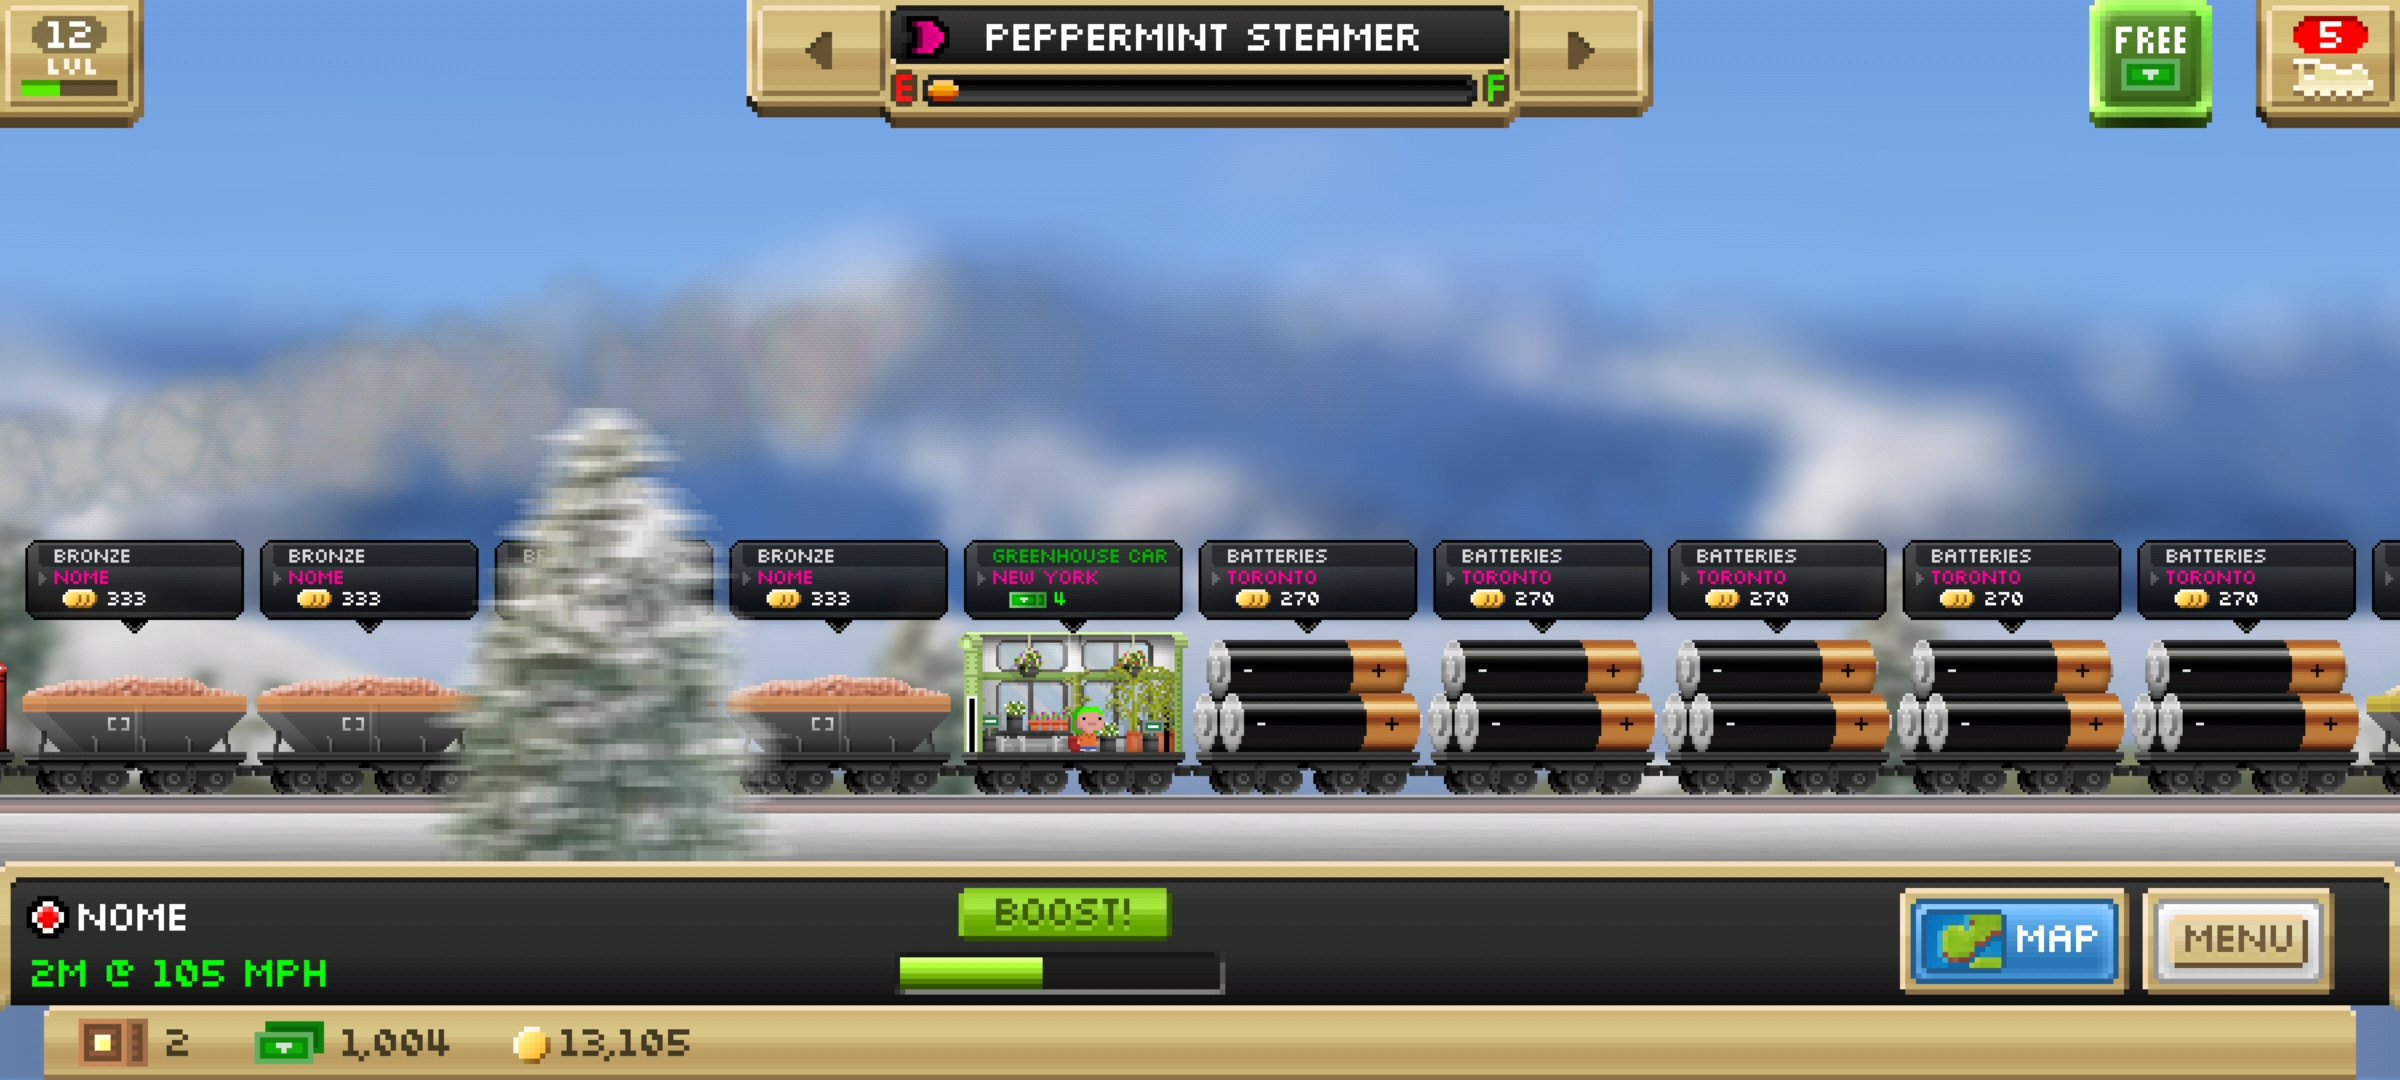 12
LVL
PEPPERMINT STEAMER
E F
FREE
5
BRONZE
NOME
333
BRONZE
NOME
333
BR
BRONZE
NOME
333
GREENHOUSE CAR
NEW YORK
4
BATTERIES
TORONTO
270
BATTERIES
TORONTO
270
BATTERIES
TORONTO
270
BATTERIES
TORONTO
270
BATTERIES
TORONTO
270
NOME
2M @ 105 MPH
BOOST!
MAP
MENU
2
1,004
13,105